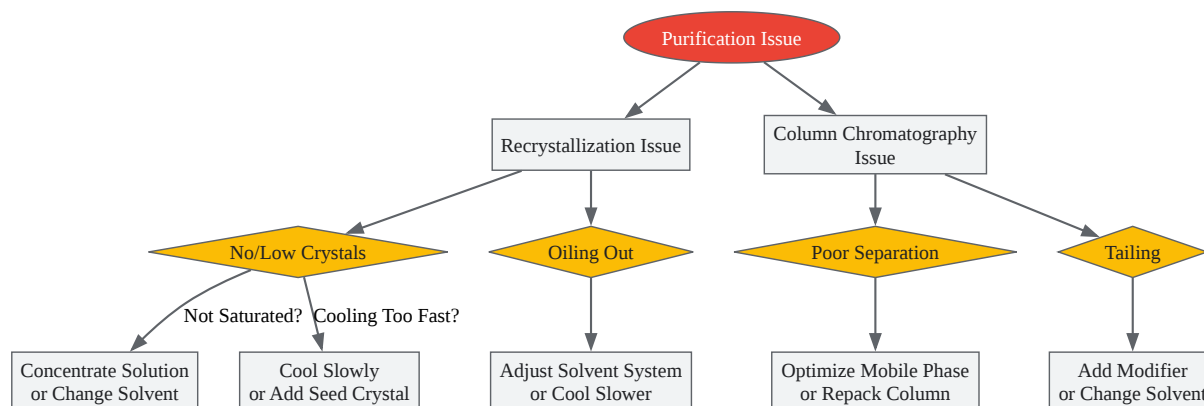 Purification Issue
Recrystallization Issue
Column Chromatography
Issue
No/Low Crystals
Oiling Out
Poor Separation
Tailing
Not Saturated?
Cooling Too Fast?
Concentrate Solution
or Change Solvent
Cool Slowly
or Add Seed Crystal
Adjust Solvent System
or Cool Slower
Optimize Mobile Phase
or Repack Column
Add Modifier
or Change Solvent